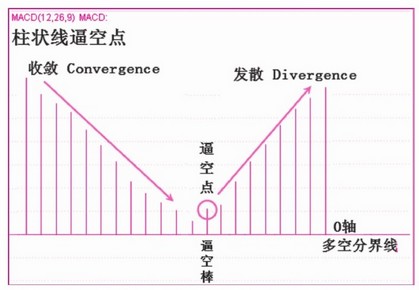 MACD(12,26,9) MACD:
柱状线逼空点
收敛 Convergence
发散 Divergence
逼空点
0轴
多空分界线
逼空棒